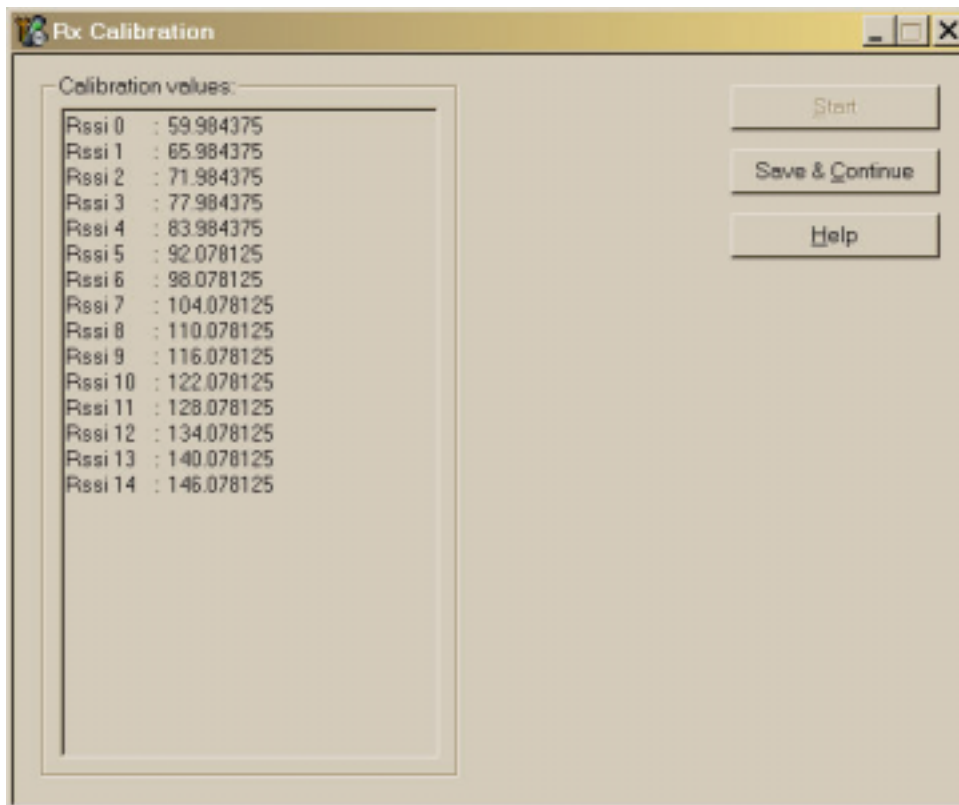 Rx Calibration
Calibration values:
Rssi 0 : 59.984375
Rssi 1 : 65.984375
Rssi 2 : 71.984375
Rssi 3 : 77.984375
Rssi 4 : 83.984375
Rssi 5 : 92.078125
Rssi 6 : 98.078125
Rssi 7 : 104.078125
Rssi 8 : 110.078125
Rssi 9 : 116.078125
Rssi 10 : 122.078125
Rssi 11 : 128.078125
Rssi 12 : 134.078125
Rssi 13 : 140.078125
Rssi 14 : 146.078125
Start
Save & Continue
Help